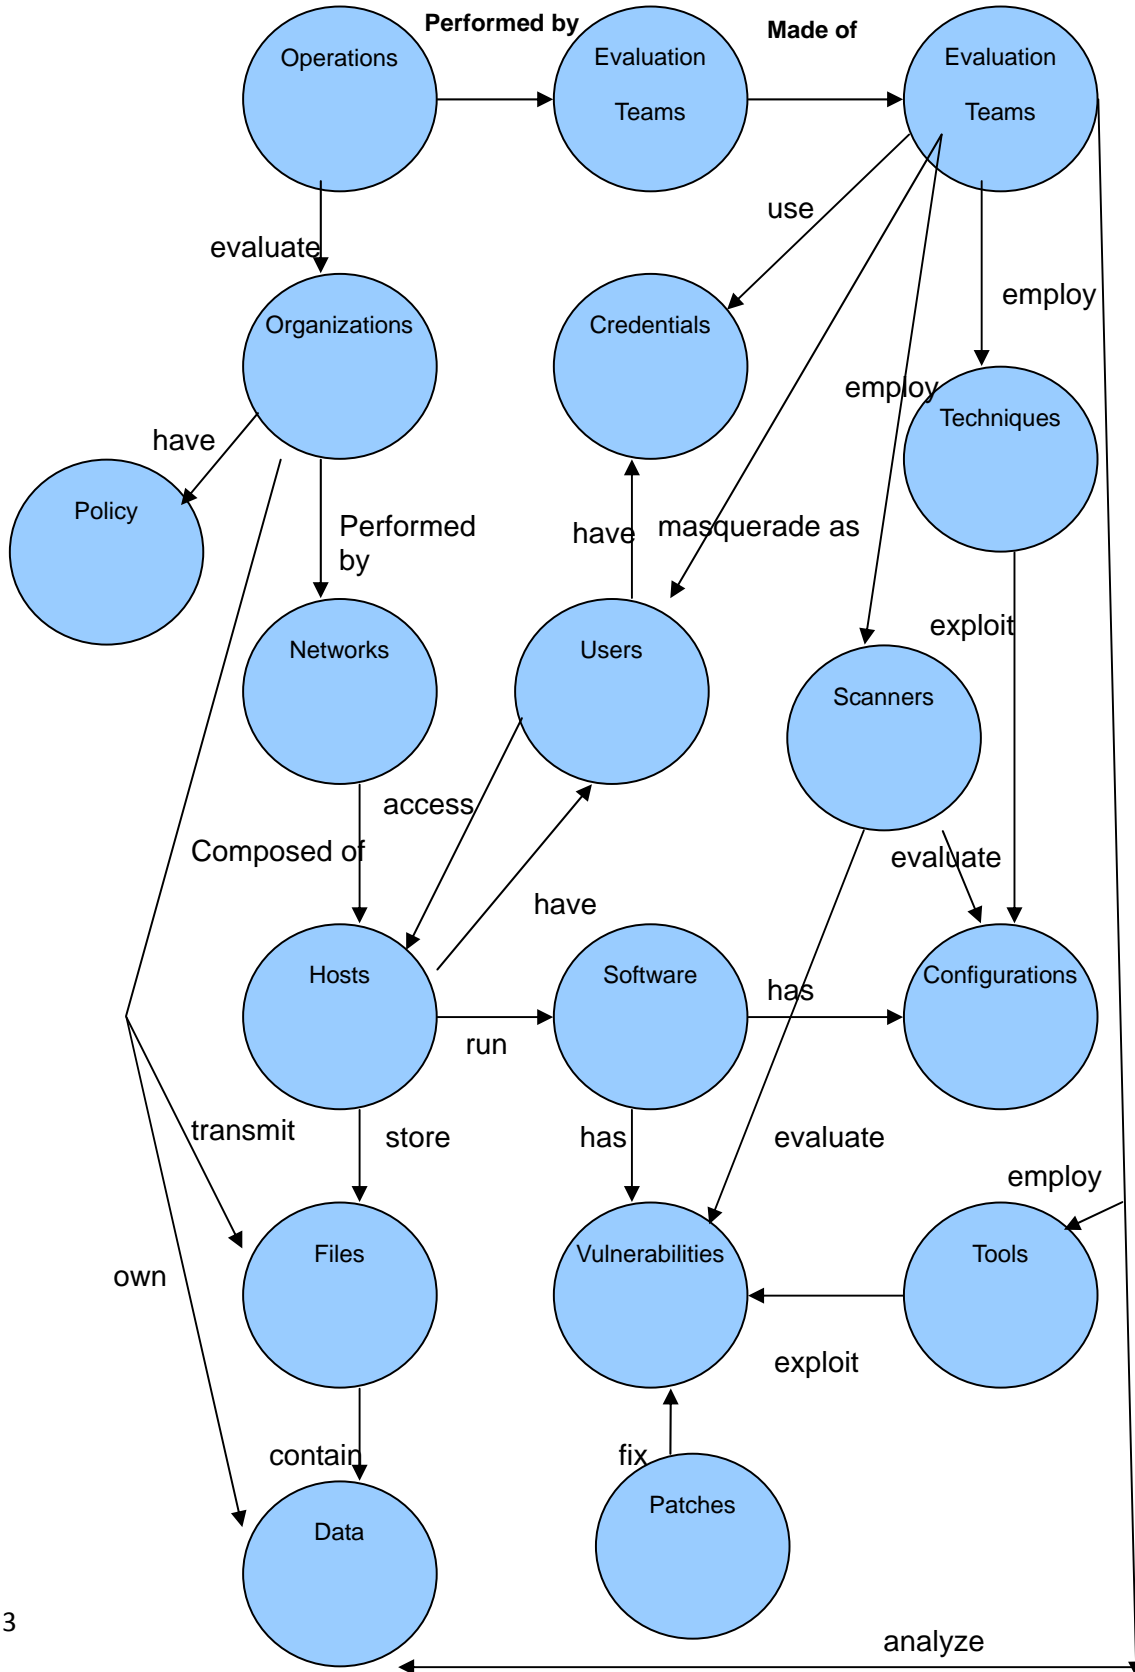 Performed by
Made of
Operations
Evaluation
Teams
Evaluation
Teams
use
evaluate
employ
Organizations
Credentials
employ
Techniques
have
Policy
Performed
by
have
masquerade as
exploit
Networks
Users
Scanners
access
Composed of
evaluate
have
Hosts
Software
has
Configurations
run
transmit
store
has
evaluate
employ
Files
Vulnerabilities
Tools
own
exploit
contain
fix
Patches
Data
3
analyze